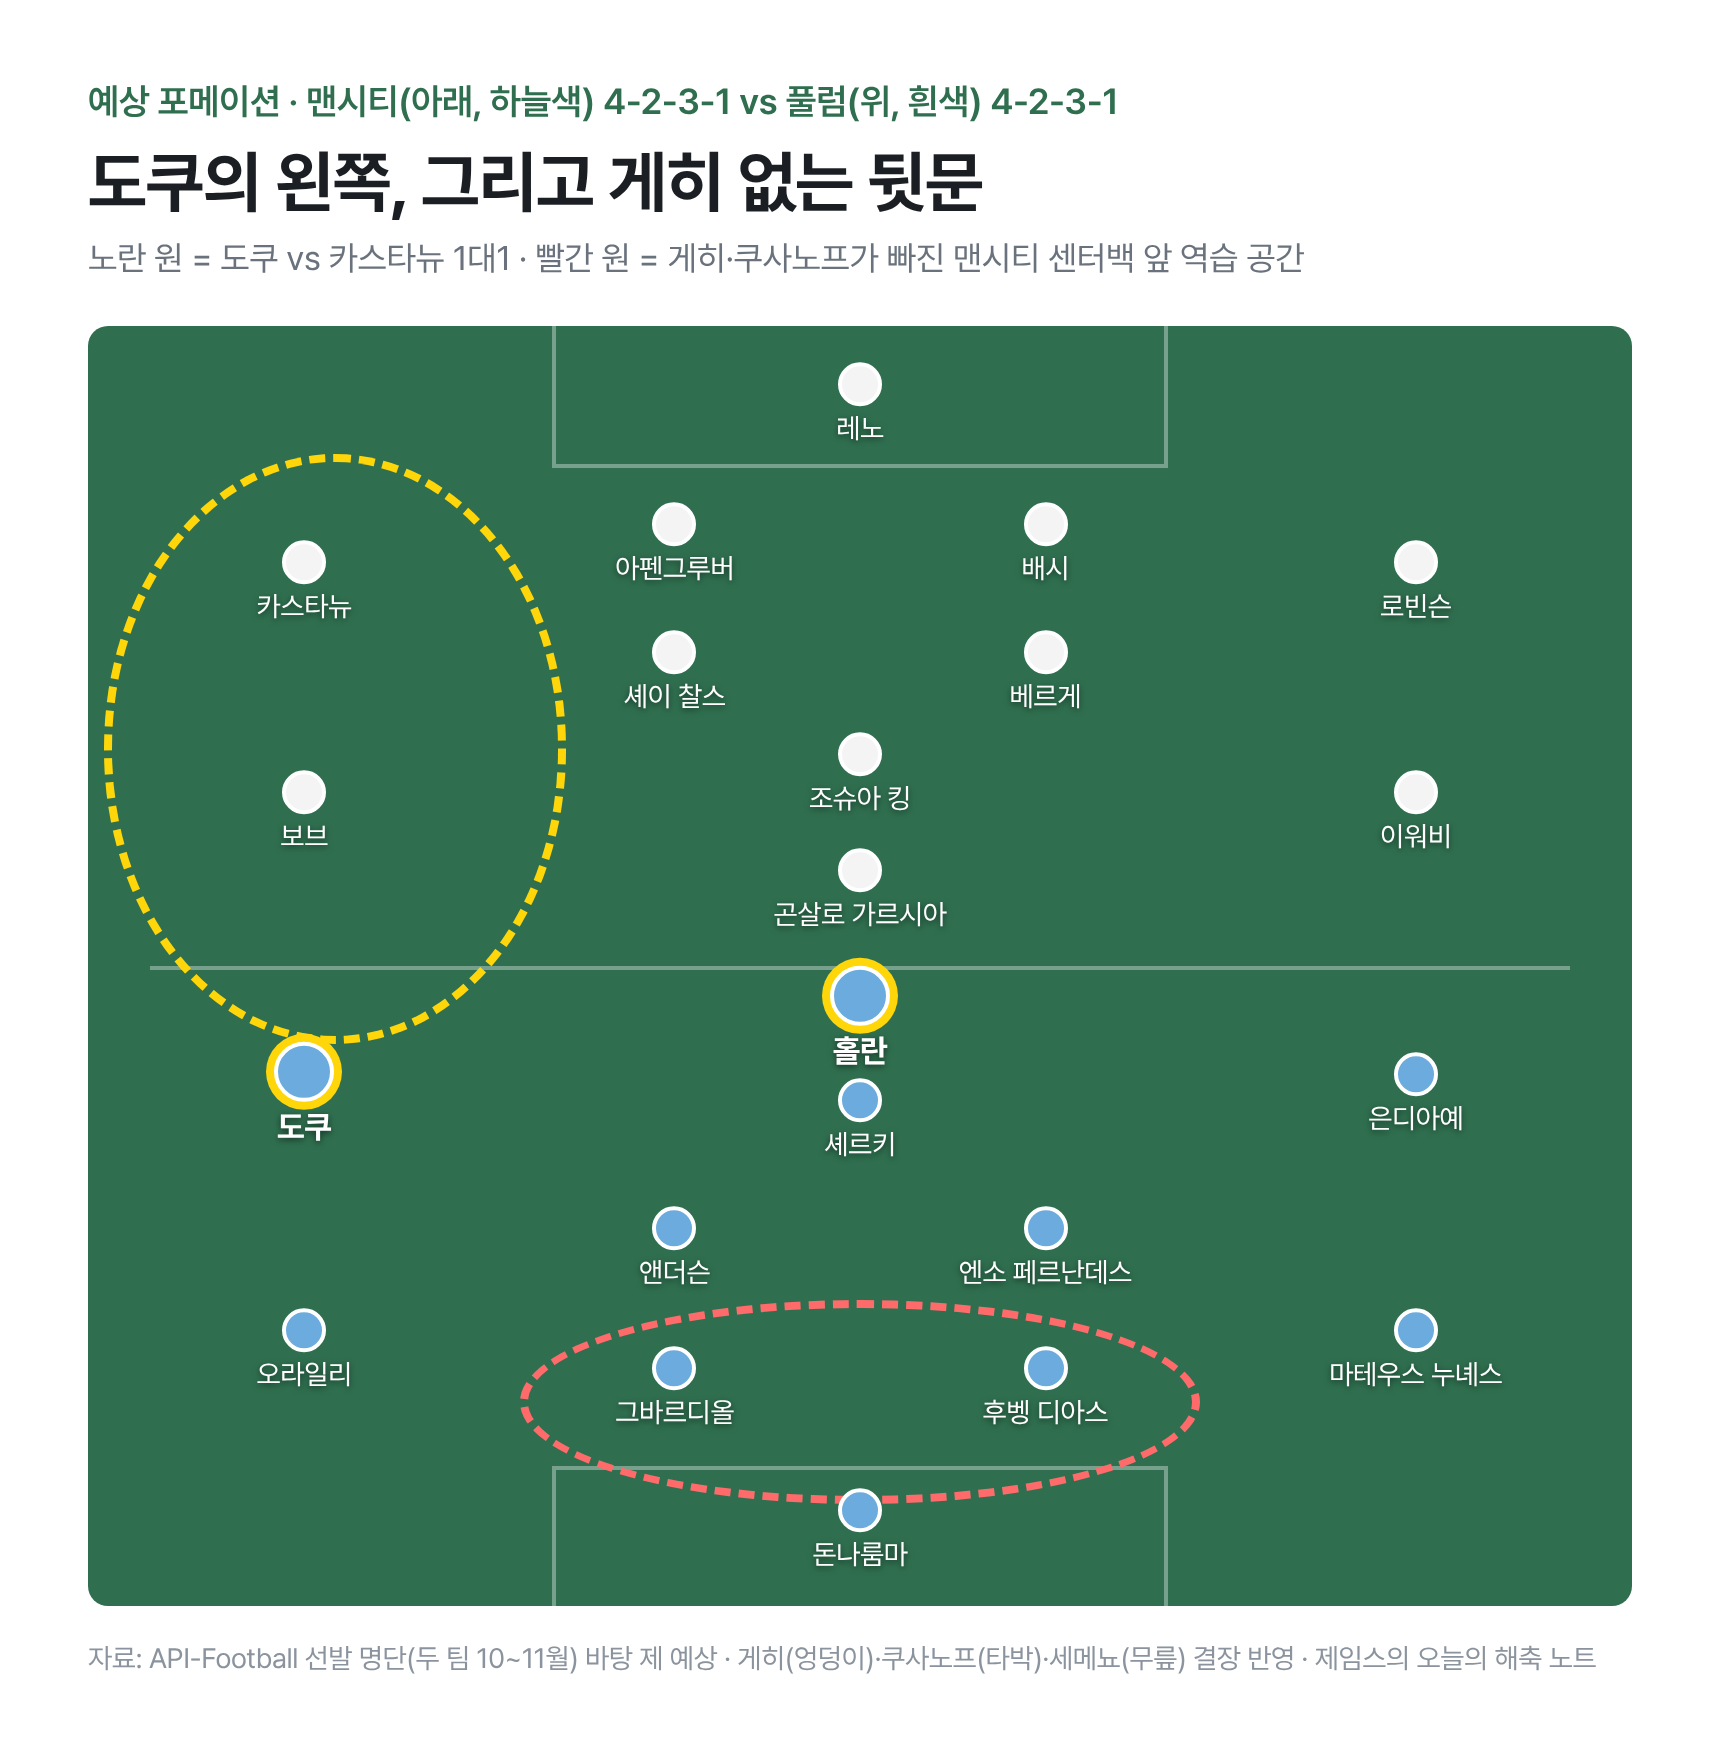 예상 포메이션 · 맨시티(아래, 하늘색) 4-2-3-1 vs 풀럼(위, 흰색) 4-2-3-1
도쿠의 왼쪽, 그리고 게히 없는 뒷문
노란 원 = 도쿠 vs 카스타뉴 1대1 · 빨간 원 = 게히·쿠사노프가 빠진 맨시티 센터백 앞 역습 공간
레노
아펜그루버
배시
카스타뉴
로빈슨
셰이 찰스
베르게
조슈아 킹
보브
이워비
곤살로 가르시아
홀란
도쿠
은디아예
셰르키
앤더슨
엔소 페르난데스
오라일리
마테우스 누녜스
그바르디올
후벵 디아스
돈나룸마
자료: API-Football 선발 명단(두 팀 10~11월) 바탕 제 예상 · 게히(엉덩이)·쿠사노프(타박)·세메뇨(무릎) 결장 반영 · 제임스의 오늘의 해축 노트